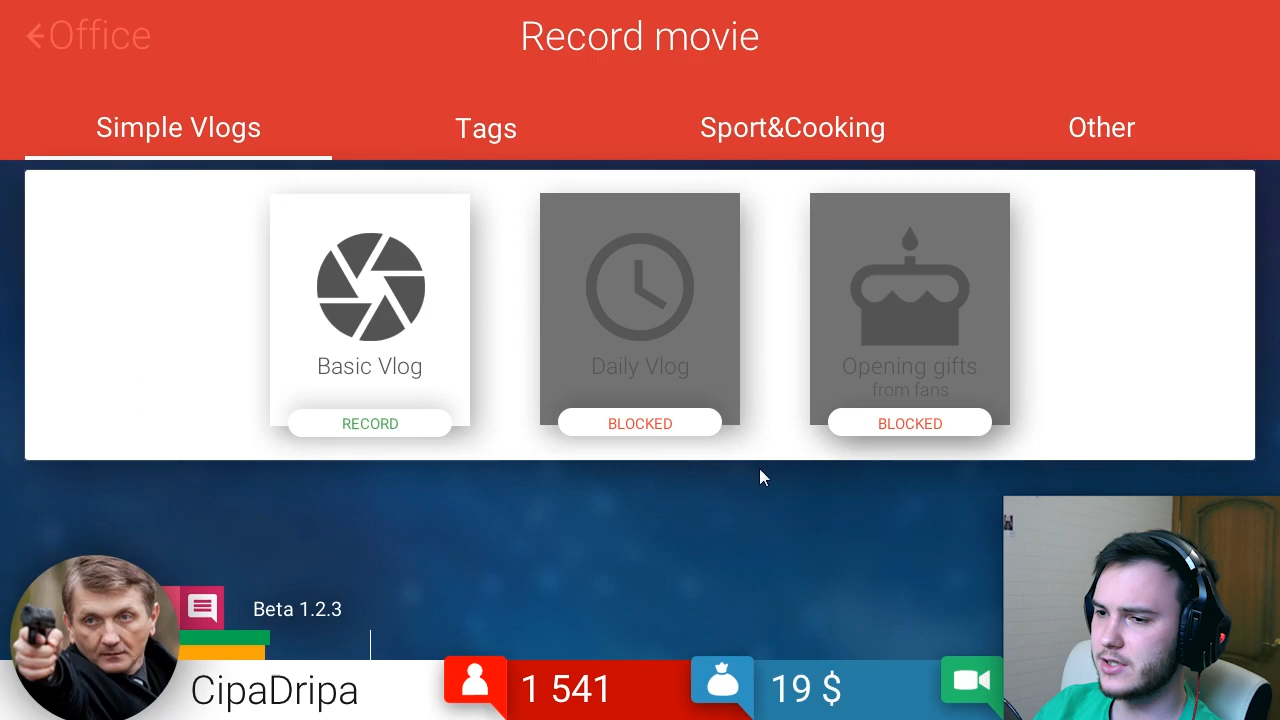 Office
Record movie
Simple Vlogs
Tags
Sport&Cooking
Other
Basic Vlog
RECORD
Daily Vlog
BLOCKED
Opening gifts
from fans
BLOCKED
Beta 1.2.3
CipaDripa
1 541
19 $